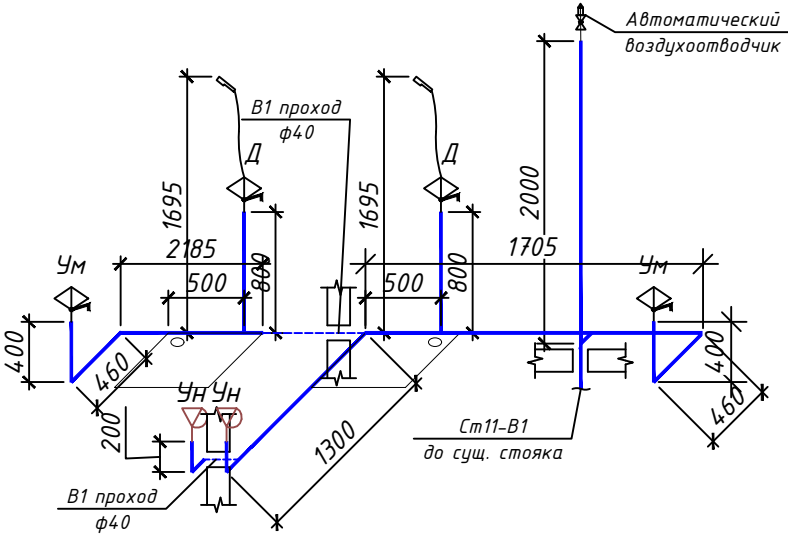 Автоматический
воздухоотводчик
В1 проход
ф40
Д
Д
1695
1695
2000
2185
1705
500
800
500
800
Ум
Ум
400
460
400
460
Ун
Ун
200
1300
Ст11-В1
до сущ. стояка
В1 проход
ф40